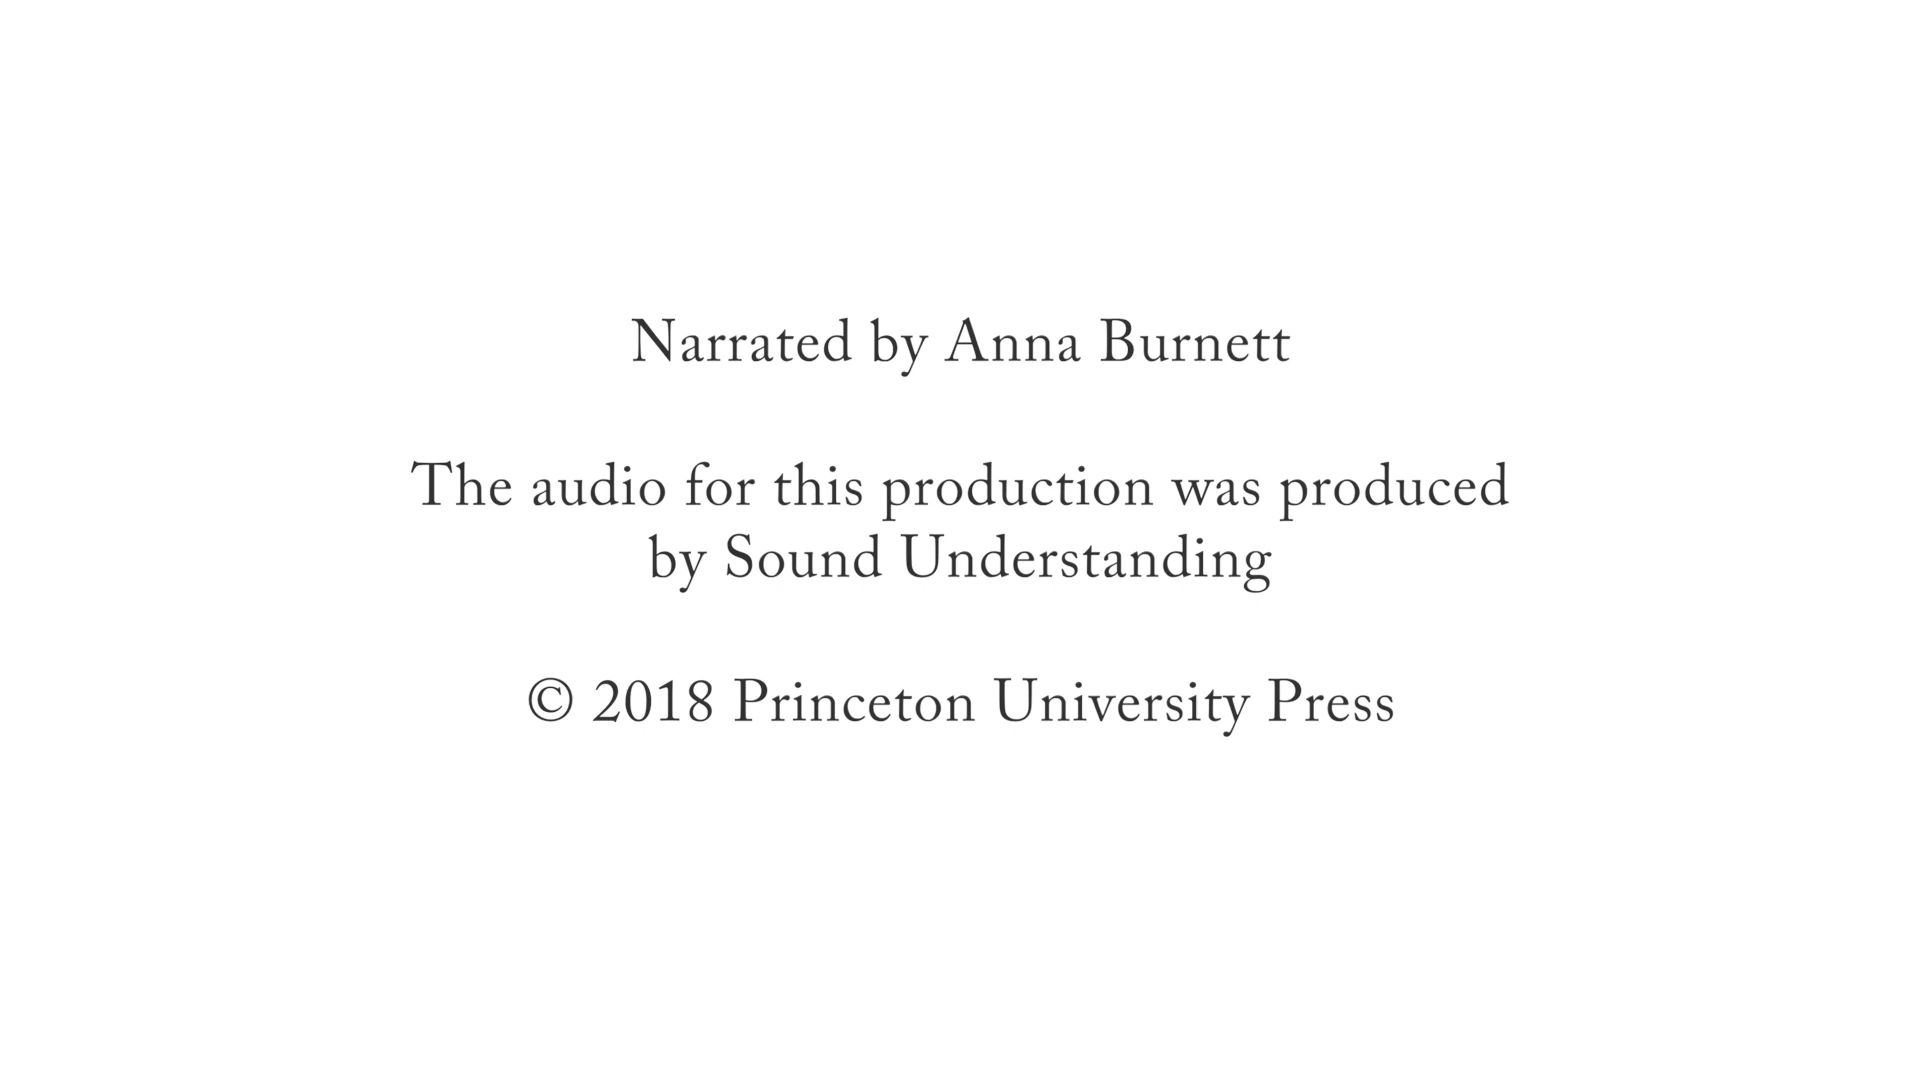 Narrated by Anna Burnett
The audio for this production was produced
by Sound Understanding
© 2018 Princeton University Press